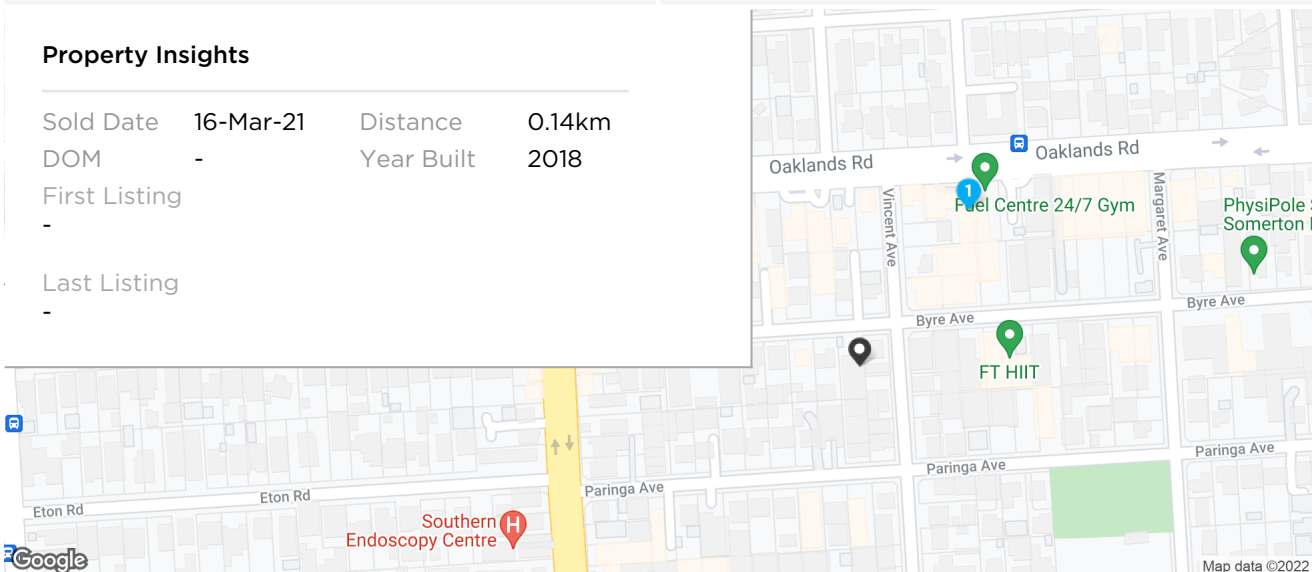 Property Insights
Sold Date 16-Mar-21 Distance 0.14km
DOM - Year Built 2018
First Listing
-
Last Listing
-
Oaklands Rd
Oaklands Rd
1
Fuel Centre 24/7 Gym
Vincent Ave
Margaret Ave
PhysiPole
Somerton
Byre Ave
Byre Ave
FT HIIT
Paringa Ave
Paringa Ave
Paringa Ave
Eton Rd
Eton Rd
Southern H
Endoscopy Centre
Google
Map data ©2022